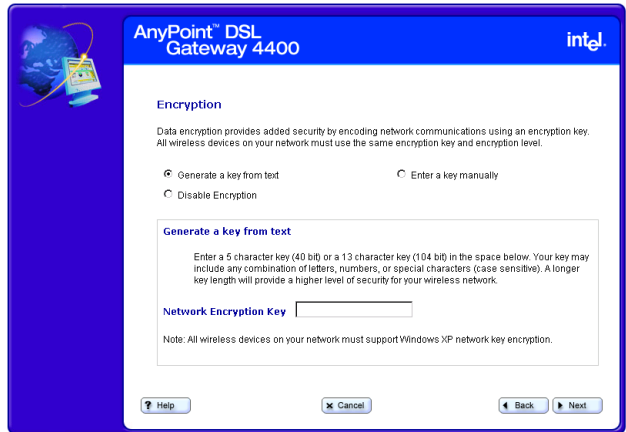 AnyPoint™ DSL
Gateway 4400
intel.
Encryption
Data encryption provides added security by encoding network communications using an encryption key.
All wireless devices on your network must use the same encryption key and encryption level.
Generate a key from text
Enter a key manually
Disable Encryption
Generate a key from text
Enter a 5 character key (40 bit) or a 13 character key (104 bit) in the space below. Your key may
include any combination of letters, numbers, or special characters (case sensitive). A longer
key length will provide a higher level of security for your wireless network.
Network Encryption Key
Note: All wireless devices on your network must support Windows XP network key encryption.
? Help
Cancel
Back
Next